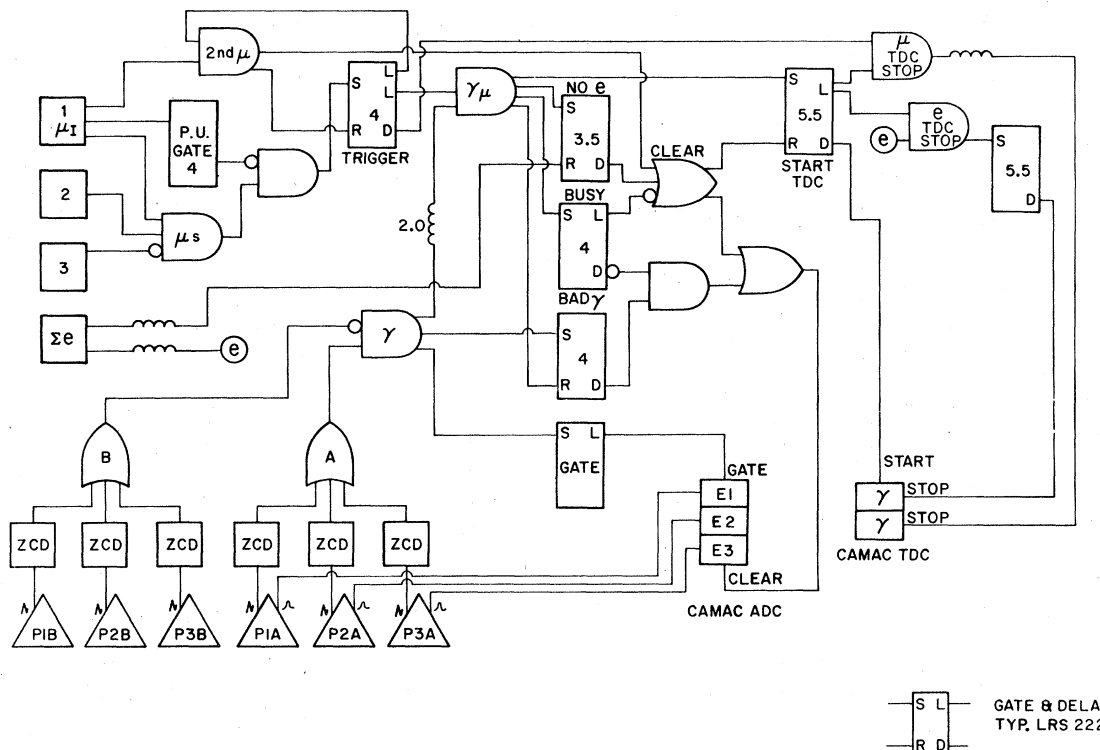 2nd μ
1
μI
P.U.
GATE
4
2
3
μs
S
L
L
4
R
D
TRIGGER
γμ
NO e
S
3.5
R
D
BUSY
S
L
4
D
BAD γ
S
4
R
D
CLEAR
S
L
5.5
R
D
START
TDC
μ
TDC
STOP
e
TDC
STOP
e
S
5.5
D
2.0
Σe
e
γ
B
A
S
L
GATE
GATE
E1
E2
E3
CLEAR
CAMAC ADC
START
γ
STOP
γ
STOP
CAMAC TDC
ZCD
ZCD
ZCD
ZCD
ZCD
ZCD
P1B
P2B
P3B
P1A
P2A
P3A
S L
R D
GATE & DELA
TYP. LRS 222